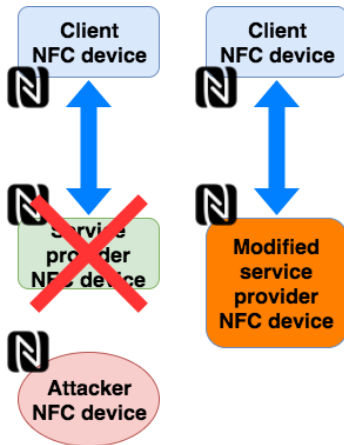 Client
NFC device
Client
NFC device
service
provider
NFC device
Modified
service
provider
NFC device
Attacker
NFC device